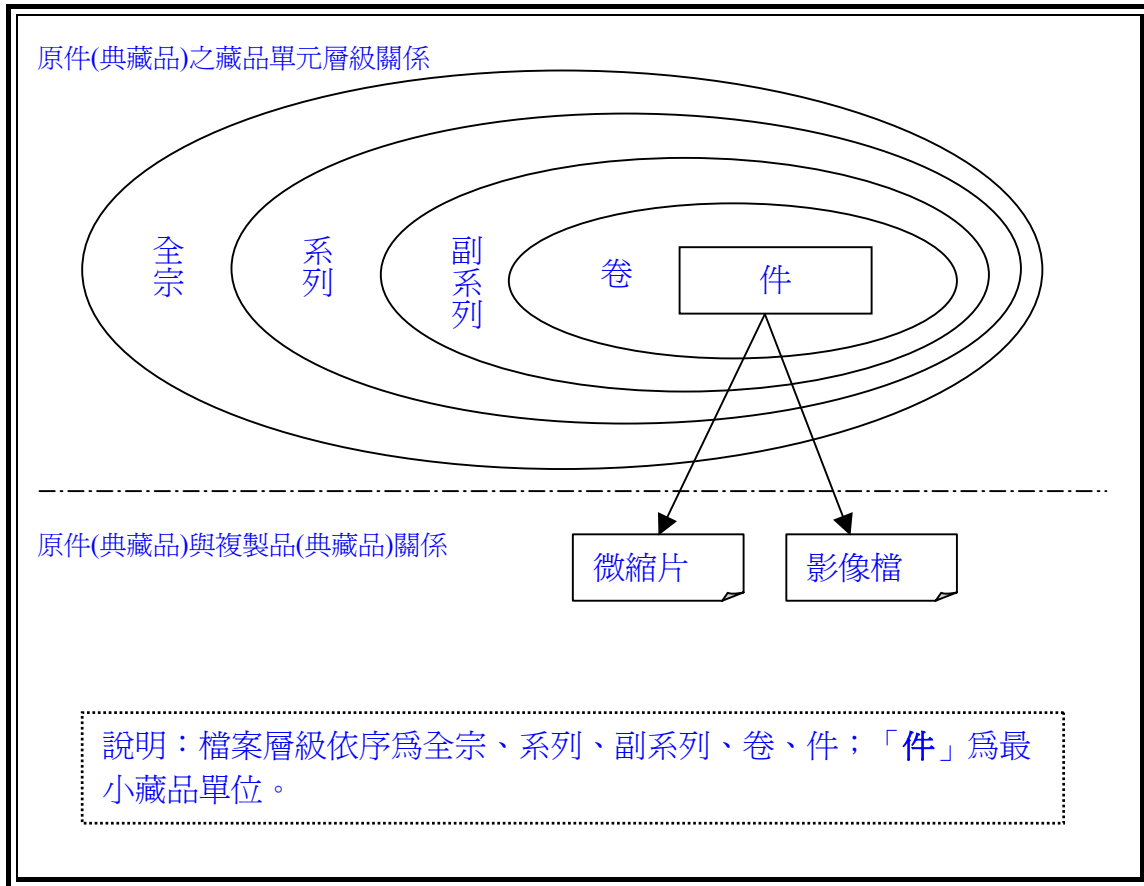 原件(典藏品)之藏品單元層級關係
全宗
系列
副系列
卷
件
原件(典藏品)與複製品(典藏品)關係
微縮片
影像檔
說明：檔案層級依序爲全宗、系列、副系列、卷、件；「件」爲最
小藏品單位。